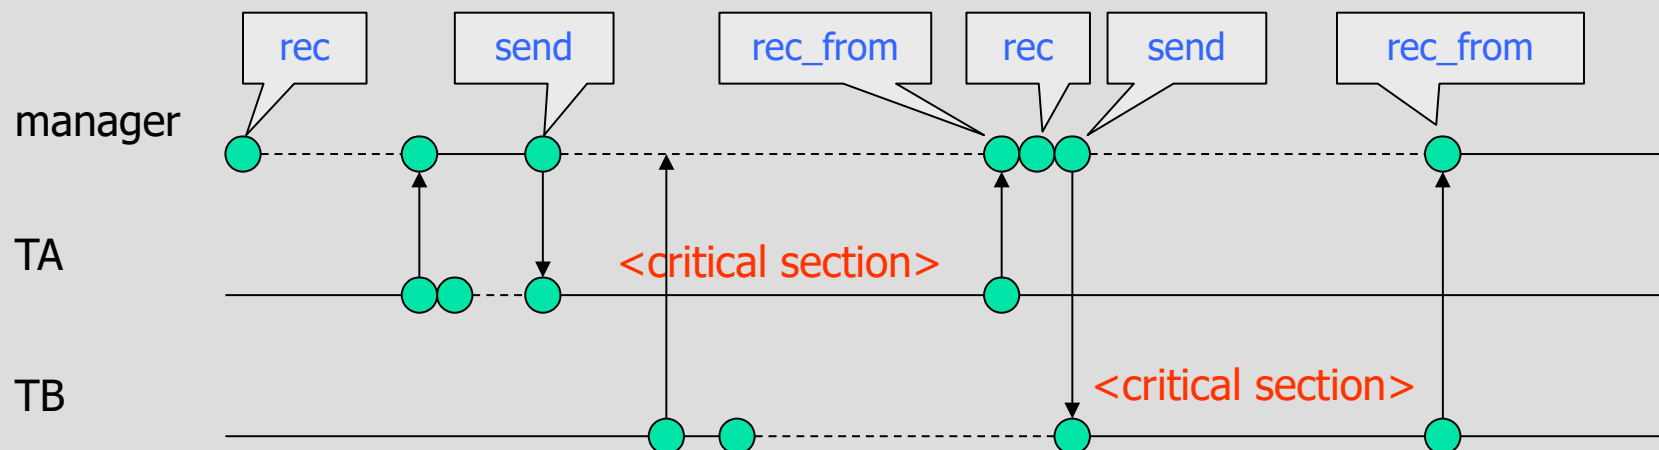 rec
send
rec_from
rec
send
rec_from
manager
TA
<critical section>
TB
<critical section>